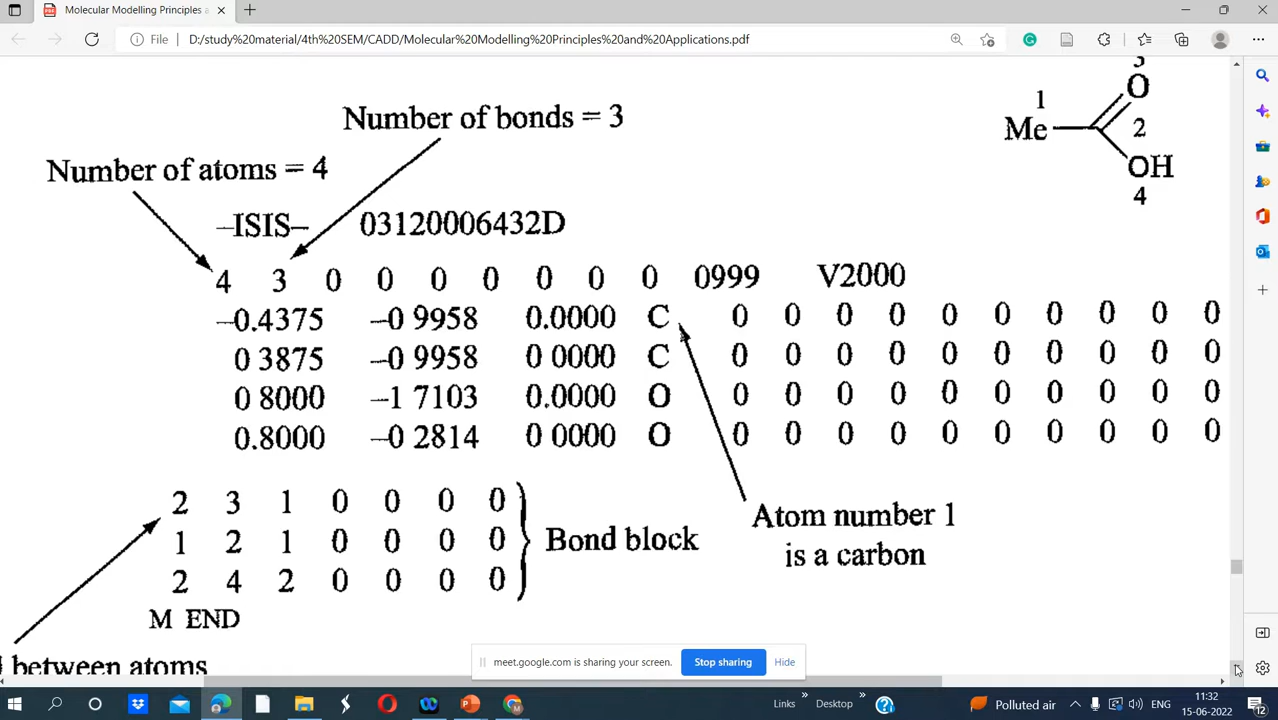 Molecular Modelling Principles a
File D:/study%20material/4th%20SEM/CADD/Molecular%20Modelling%20Principles%20and%20Applications.pdf
3
O
1
Me
2
OH
4
Number of bonds = 3
Number of atoms = 4
–ISIS– 03120006432D
4 3 0 0 0 0 0 0 0 0999 V2000
–0.4375 –0 9958 0.0000 C 0 0 0 0 0 0 0 0 0 0
0 3875 –0 9958 0 0000 C 0 0 0 0 0 0 0 0 0 0
0 8000 –1 7103 0.0000 O 0 0 0 0 0 0 0 0 0 0
0.8000 –0 2814 0 0000 O 0 0 0 0 0 0 0 0 0 0
2 3 1 0 0 0 0
1 2 1 0 0 0 0
2 4 2 0 0 0 0
Bond block
M END
Atom number 1
is a carbon
between atoms
meet.google.com is sharing your screen. Stop sharing Hide
Links Desktop Polluted air ENG 11:32
15-06-2022 12